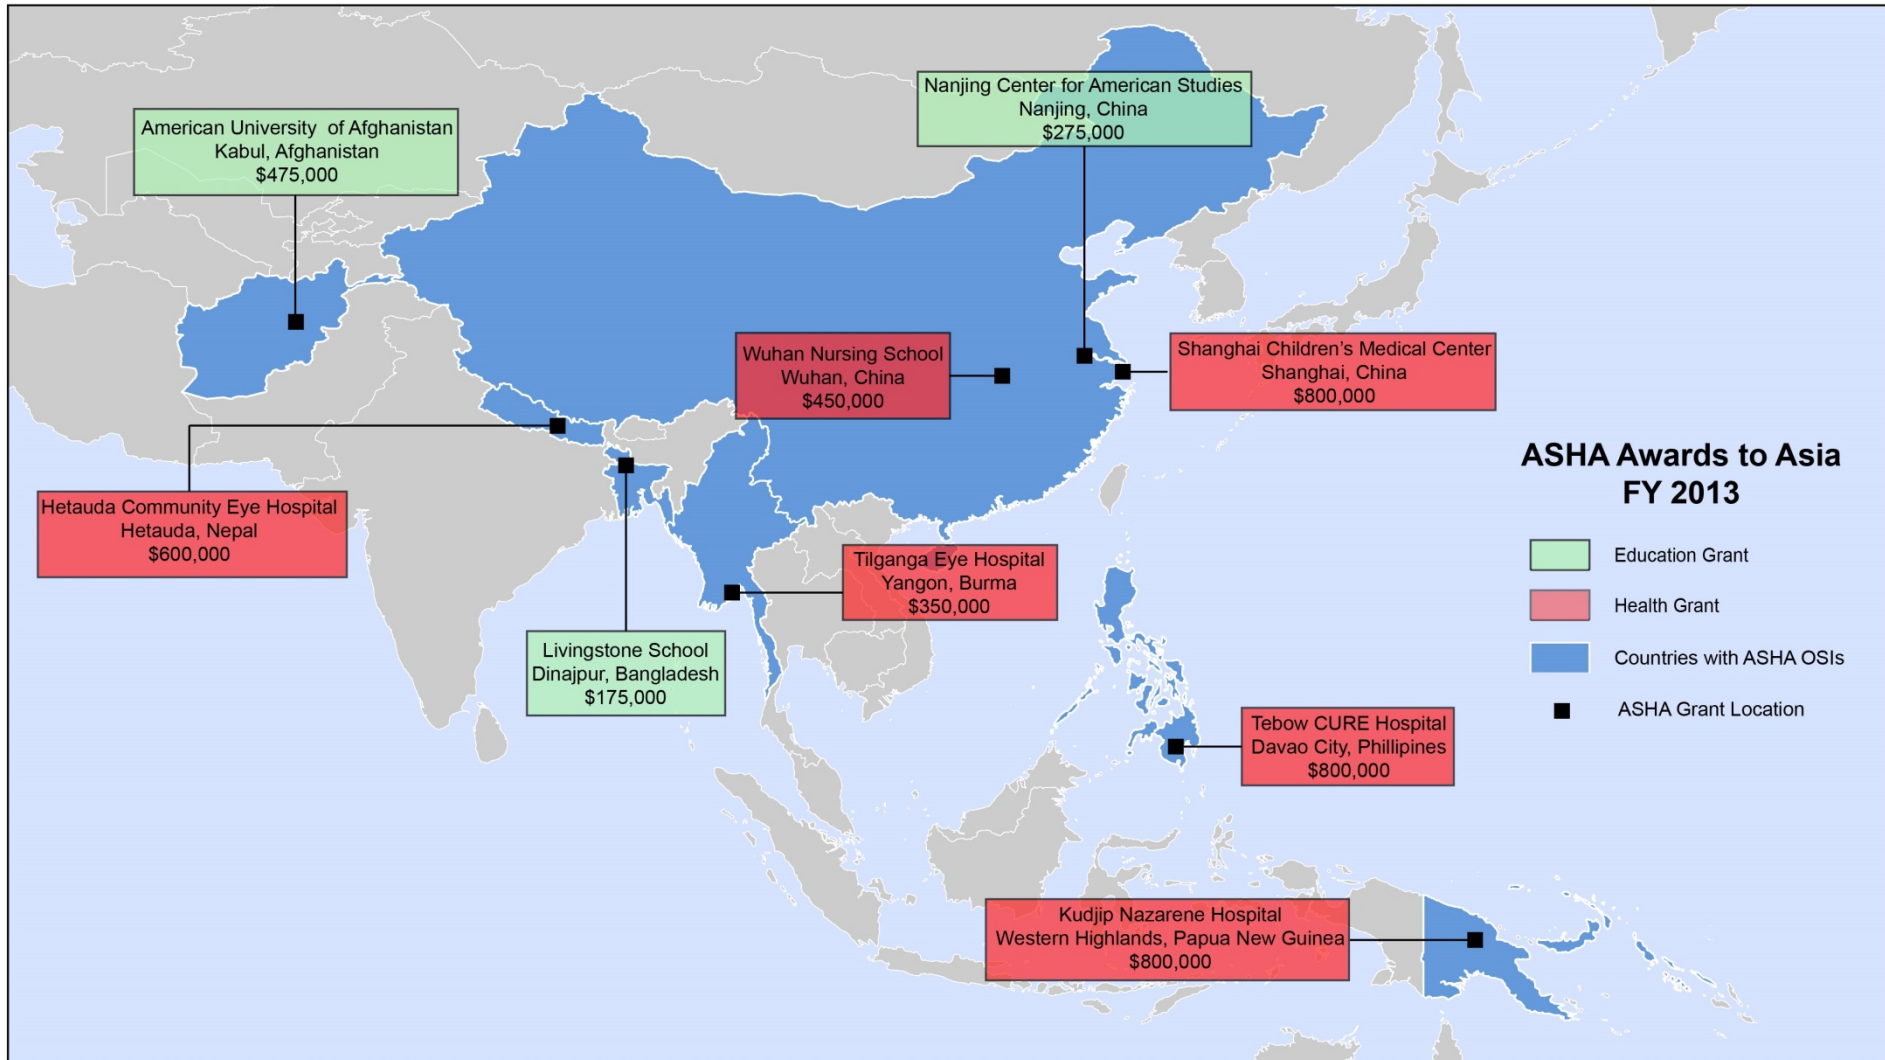 Nanjing Center for American Studies
Nanjing, China
$275,000
American University of Afghanistan
Kabul, Afghanistan
$475,000
Wuhan Nursing School
Wuhan, China
$450,000
Shanghai Children's Medical Center
Shanghai, China
$800,000
Hetauda Community Eye Hospital
Hetauda, Nepal
$600,000
Tilganga Eye Hospital
Yangon, Burma
$350,000
Livingstone School
Dinajpur, Bangladesh
$175,000
Tebow CURE Hospital
Davao City, Phillipines
$800,000
Kudjip Nazarene Hospital
Western Highlands, Papua New Guinea
$800,000
ASHA Awards to Asia
FY 2013
Education Grant
Health Grant
Countries with ASHA OSIs
ASHA Grant Location